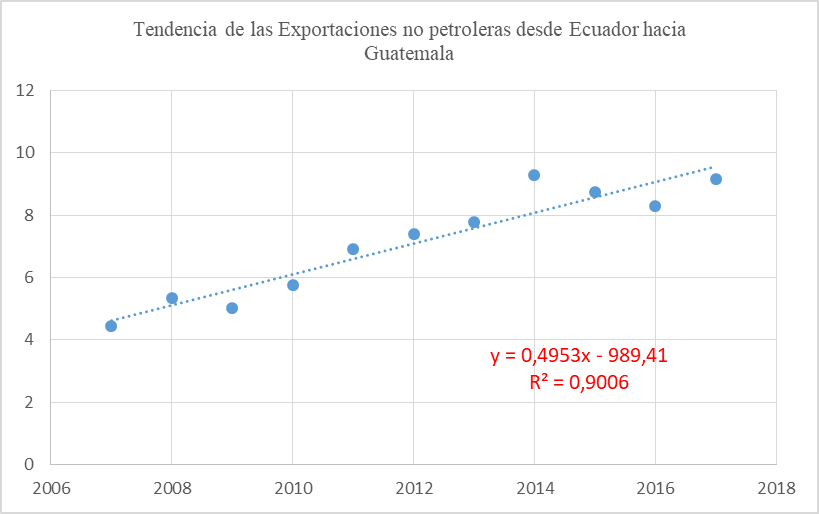 Tendencia de las Exportaciones no petroleras desde Ecuador hacia
Guatemala
12
10
8
6
4
2
0
y = 0,4953x - 989,41
R² = 0,9006
2006 2008 2010 2012 2014 2016 2018